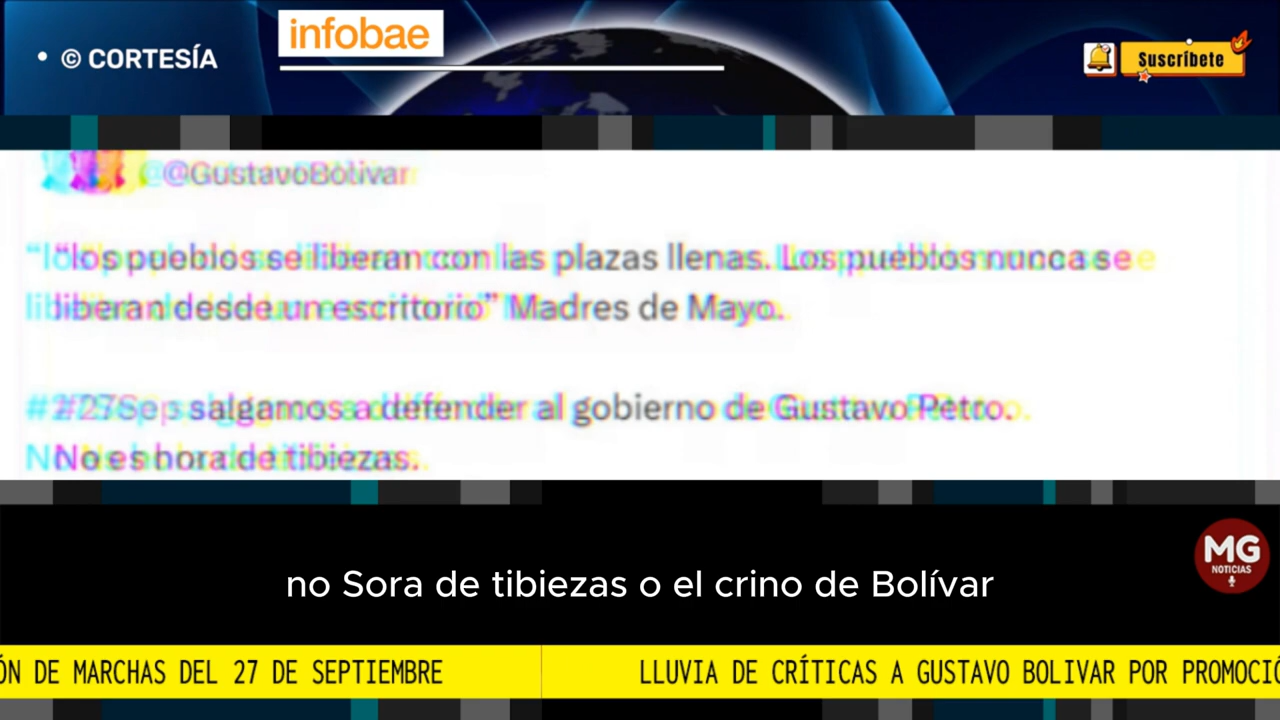 • © CORTESÍA
infobae
Suscríbete
@GustavoBolivar
“los pueblos se liberan con las plazas llenas. Los pueblos nunca se
liberan desde un escritorio” Madres de Mayo.
#27Sep salgamos a defender al gobierno de Gustavo Petro.
No es hora de tibiezas.
MG
NOTICIAS
no Sora de tibiezas o el crino de Bolívar
ÓN DE MARCHAS DEL 27 DE SEPTIEMBRE
LLUVIA DE CRÍTICAS A GUSTAVO BOLIVAR POR PROMOCIÓ